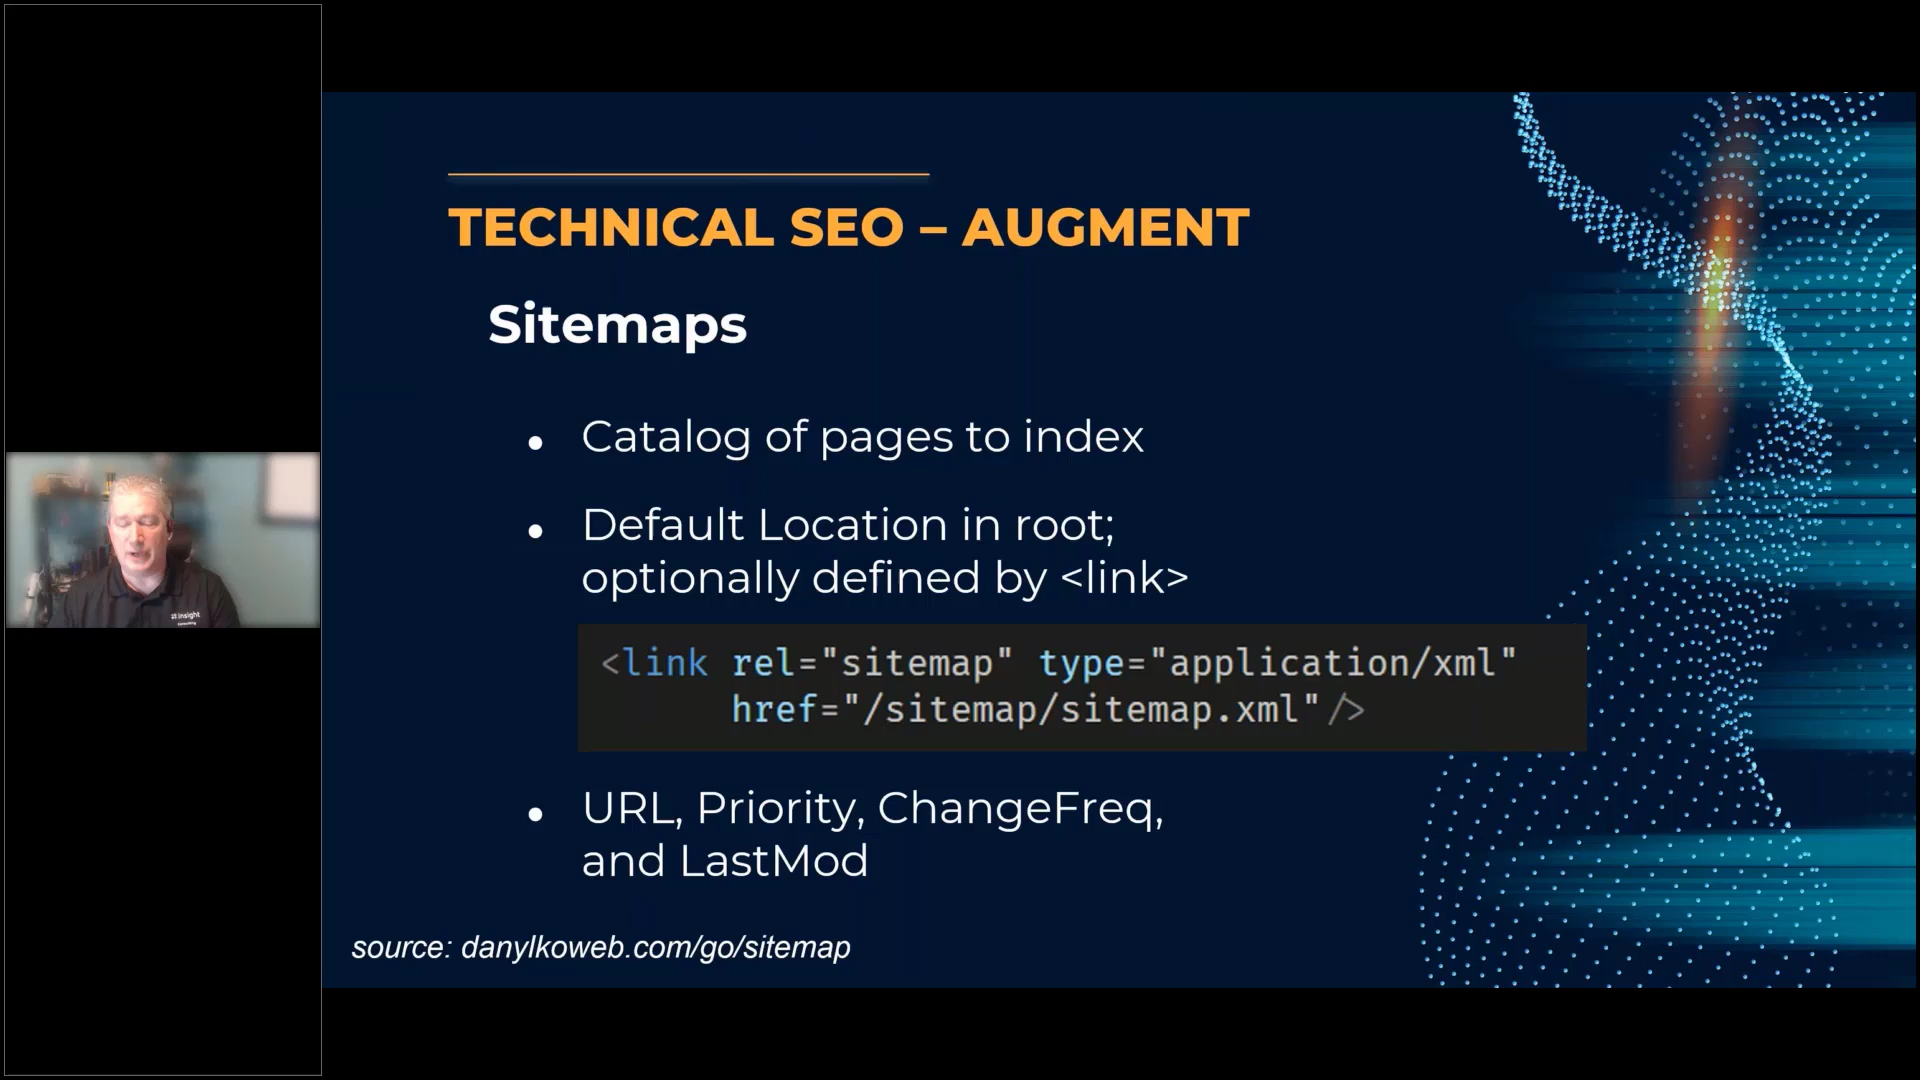 TECHNICAL SEO – AUGMENT
Sitemaps
• Catalog of pages to index
• Default Location in root;
optionally defined by <link>
<link rel="sitemap" type="application/xml"
href="/sitemap/sitemap.xml"/>
• URL, Priority, ChangeFreq,
and LastMod
source: danylkoweb.com/go/sitemap
insight